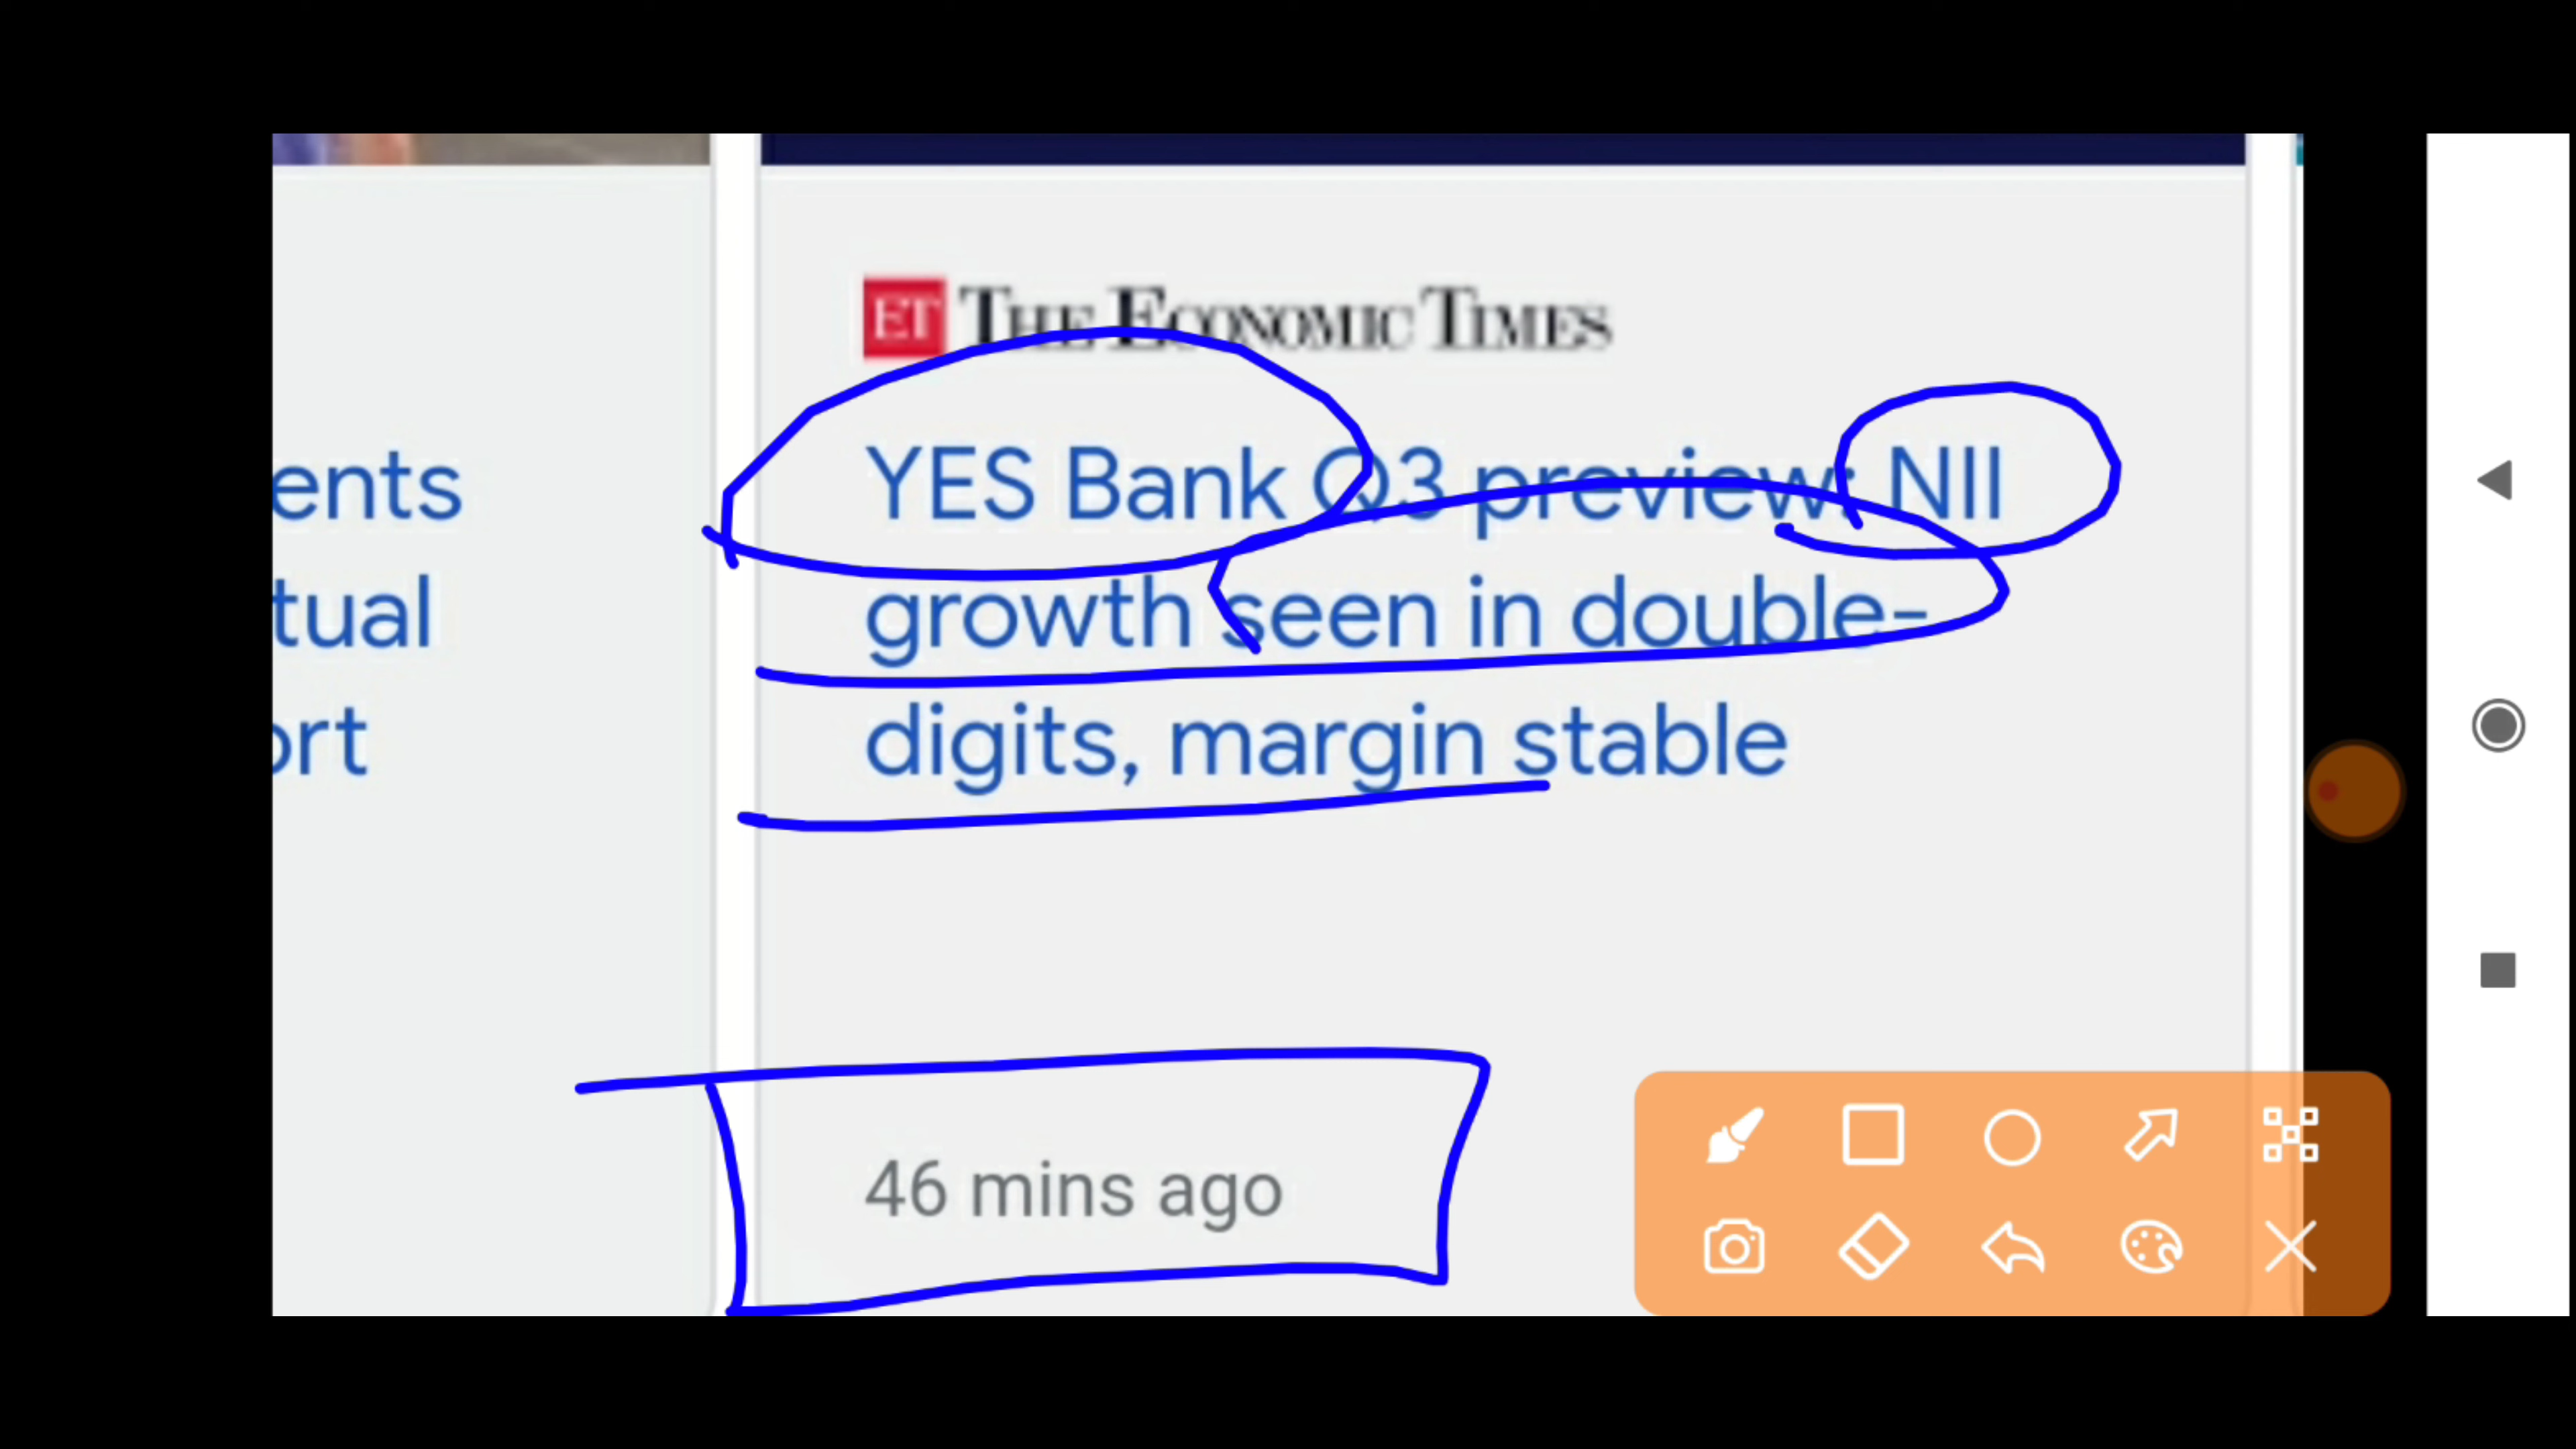 ents
tual
ort
ET THE ECONOMIC TIMES
YES Bank Q3 preview: NII
growth seen in double-
digits, margin stable
46 mins ago